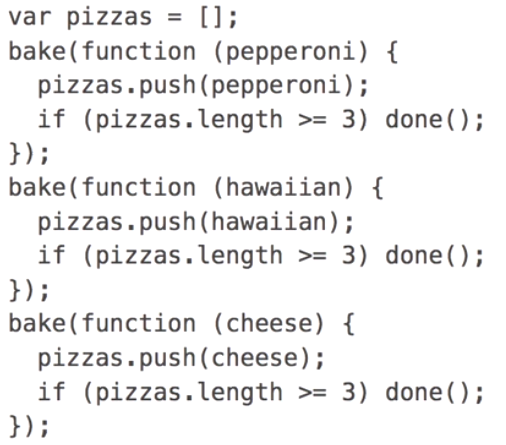 var pizzas = [];
bake(function (pepperoni) {
  pizzas.push(pepperoni);
  if (pizzas.length >= 3) done();
});
bake(function (hawaiian) {
  pizzas.push(hawaiian);
  if (pizzas.length >= 3) done();
});
bake(function (cheese) {
  pizzas.push(cheese);
  if (pizzas.length >= 3) done();
});